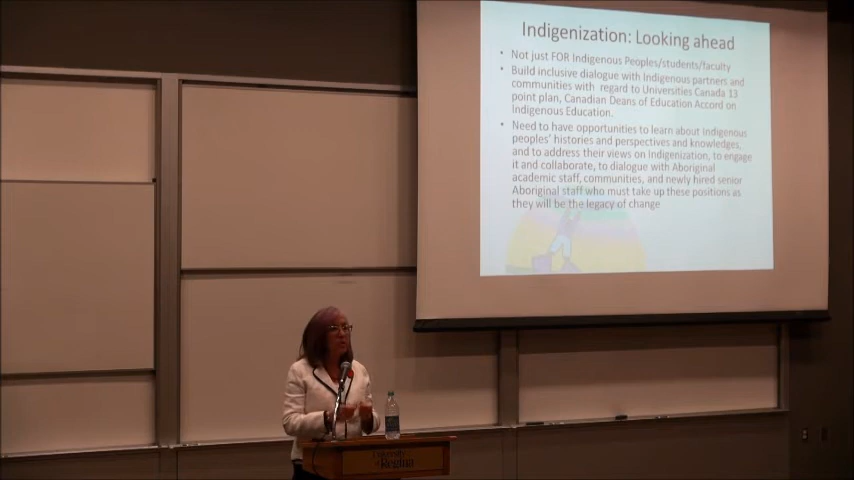 Indigenization: Looking ahead
• Not just FOR Indigenous Peoples/students/faculty
• Build inclusive dialogue with Indigenous partners and
communities with regard to Universities Canada 13
point plan, Canadian Deans of Education Accord on
Indigenous Education.
• Need to have opportunities to learn about Indigenous
peoples' histories and perspectives and knowledges,
and to address their views on Indigenization, to engage
it and collaborate, to dialogue with Aboriginal
academic staff, communities, and newly hired senior
Aboriginal staff who must take up these positions as
they will be the legacy of change
University
of Regina